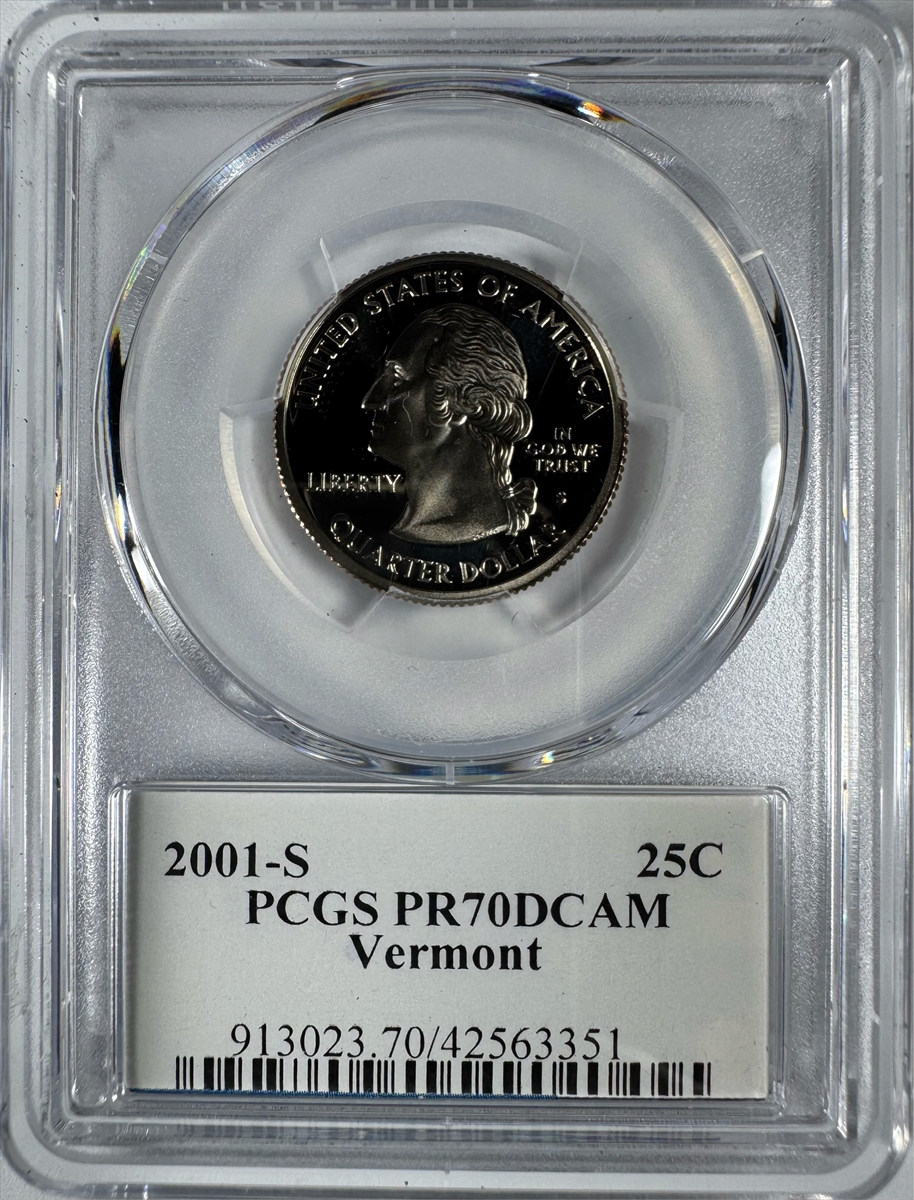 UNITED STATES OF AMERICA
IN
GOD WE
TRUST
LIBERTY
S
QUARTER DOLLAR
2001-S 25C
PCGS PR70DCAM
Vermont
913023.70/42563351